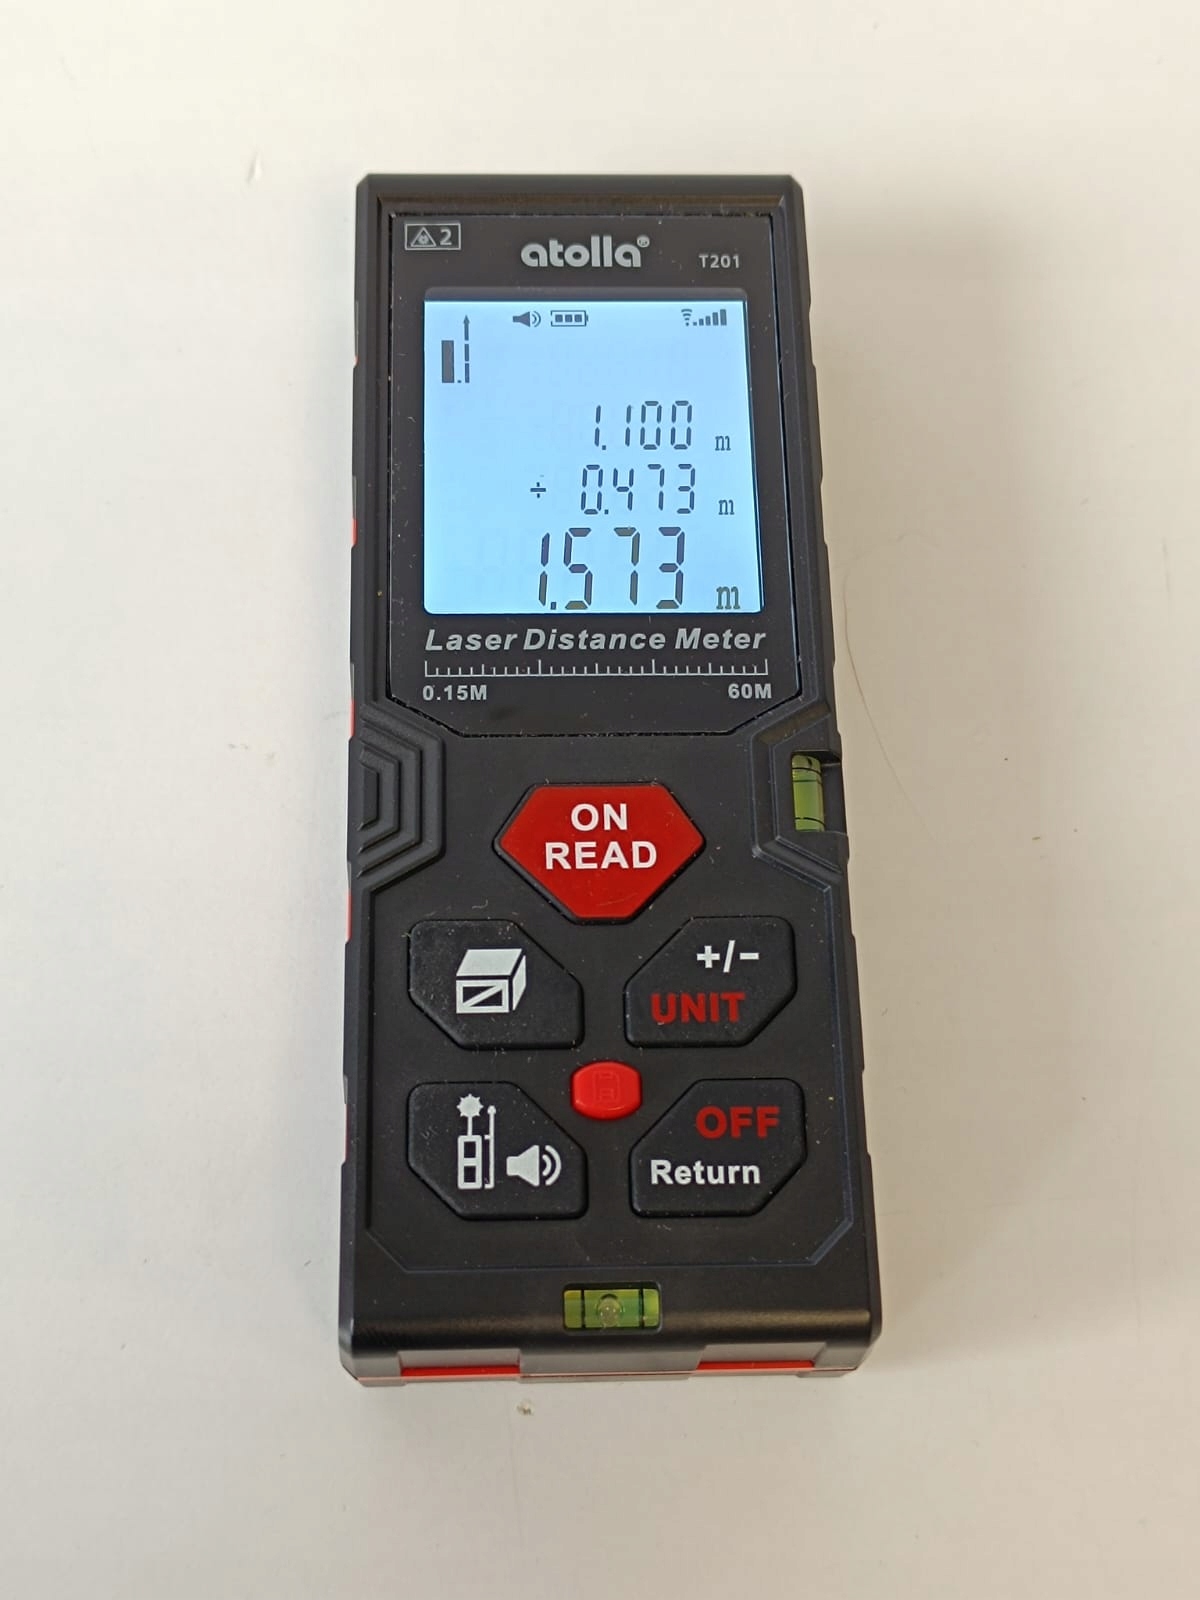 2
atolla®
T201
1.100 m
÷ 0.473 m
1.573 m
Laser Distance Meter
0.15M 60M
ON
READ
+/-
UNIT
OFF
Return